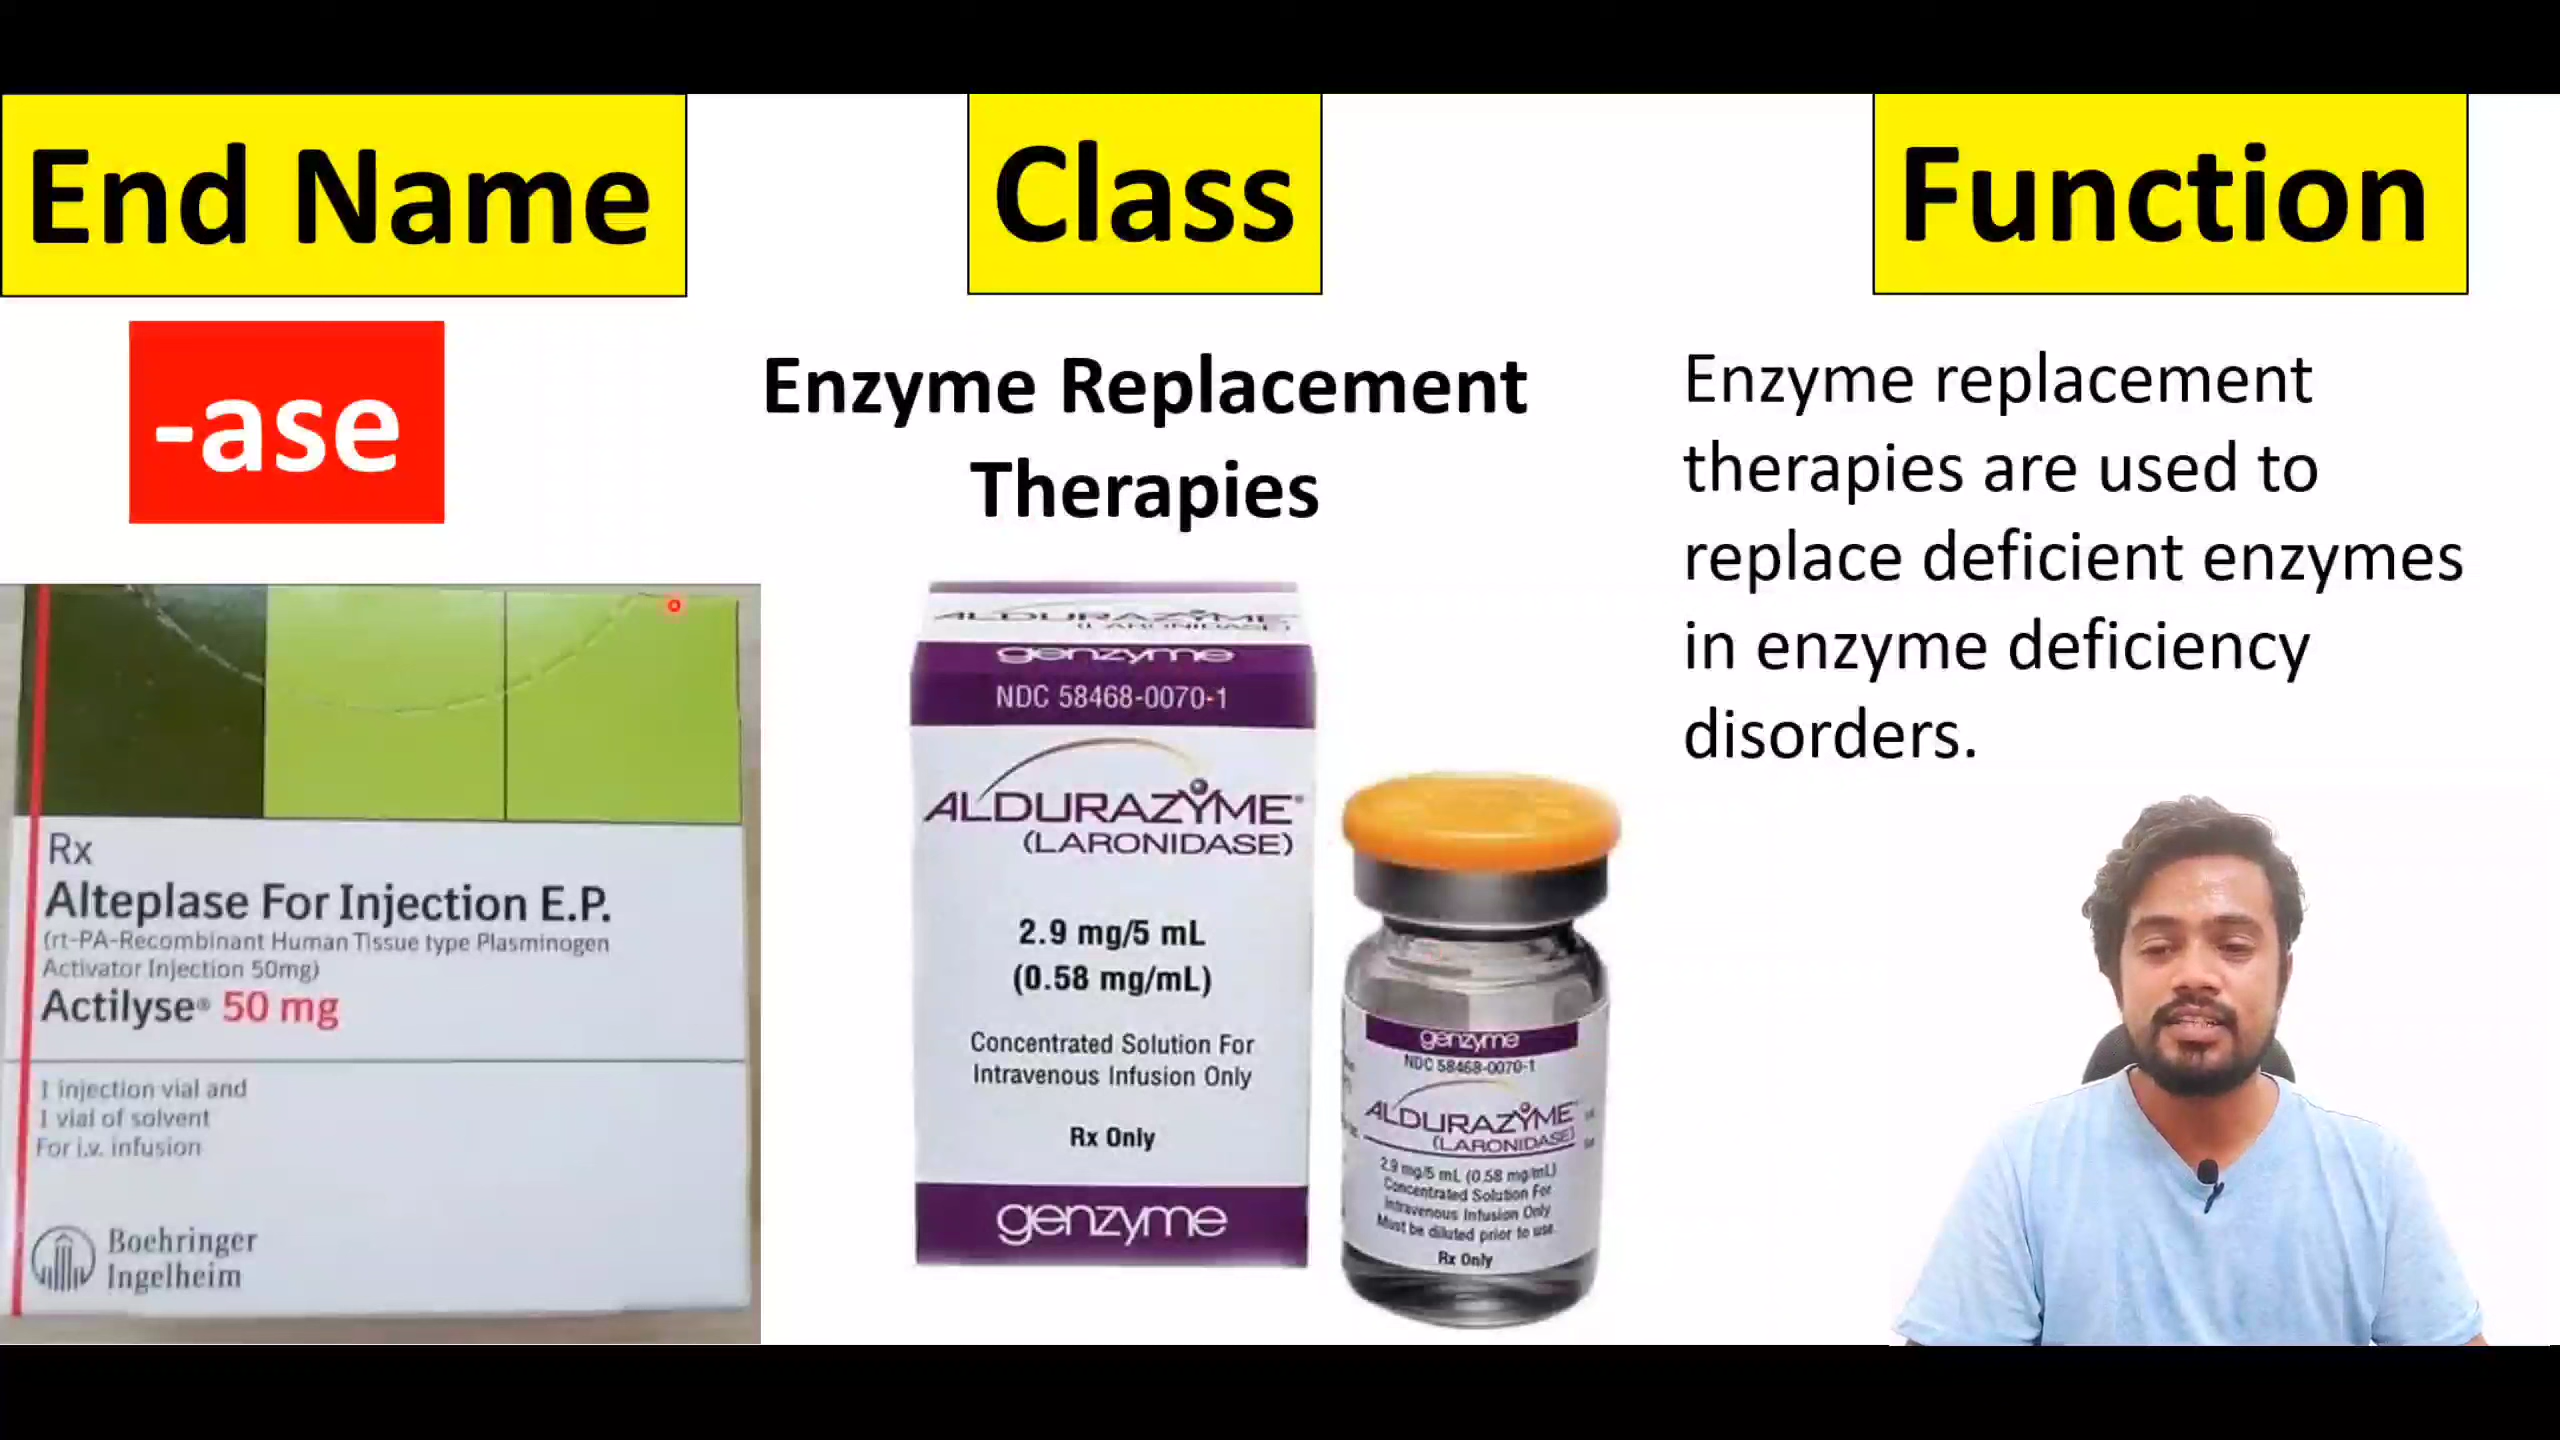 End Name
Class
Function
-ase
Enzyme Replacement
Therapies
Enzyme replacement
therapies are used to
replace deficient enzymes
in enzyme deficiency
disorders.
Rx
Alteplase For Injection E.P.
(rt-PA-Recombinant Human Tissue type Plasminogen
Activator Injection 50mg)
Actilyse® 50 mg
1 injection vial and
1 vial of solvent
For i.v. infusion
Boehringer
Ingelheim
ALDURAZYME
(LARONIDASE)
genzyme
NDC 58468-0070-1
ALDURAZYME®
(LARONIDASE)
2.9 mg/5 mL
(0.58 mg/mL)
Concentrated Solution For
Intravenous Infusion Only
Rx Only
genzyme
genzyme
NDC 58468-0070-1
ALDURAZYME
(LARONIDASE)
2.9 mg/5 mL (0.58 mg/mL)
Concentrated Solution For
Intravenous Infusion Only
Must be diluted prior to use.
Rx Only